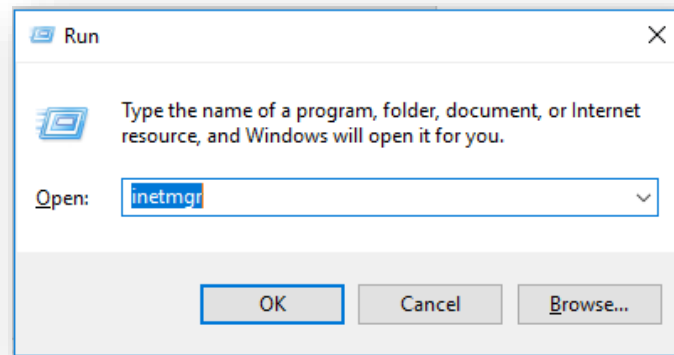 Run
Type the name of a program, folder, document, or Internet
resource, and Windows will open it for you.
Open: inetmgr
OK Cancel Browse...